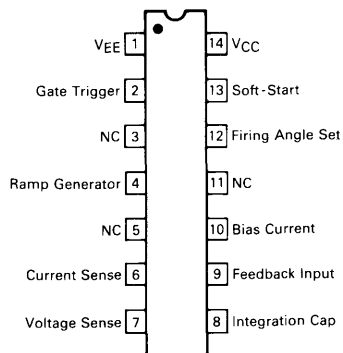 VEE 1 14 VCC
Gate Trigger 2 13 Soft-Start
NC 3 12 Firing Angle Set
Ramp Generator 4 11 NC
NC 5 10 Bias Current
Current Sense 6 9 Feedback Input
Voltage Sense 7 8 Integration Cap